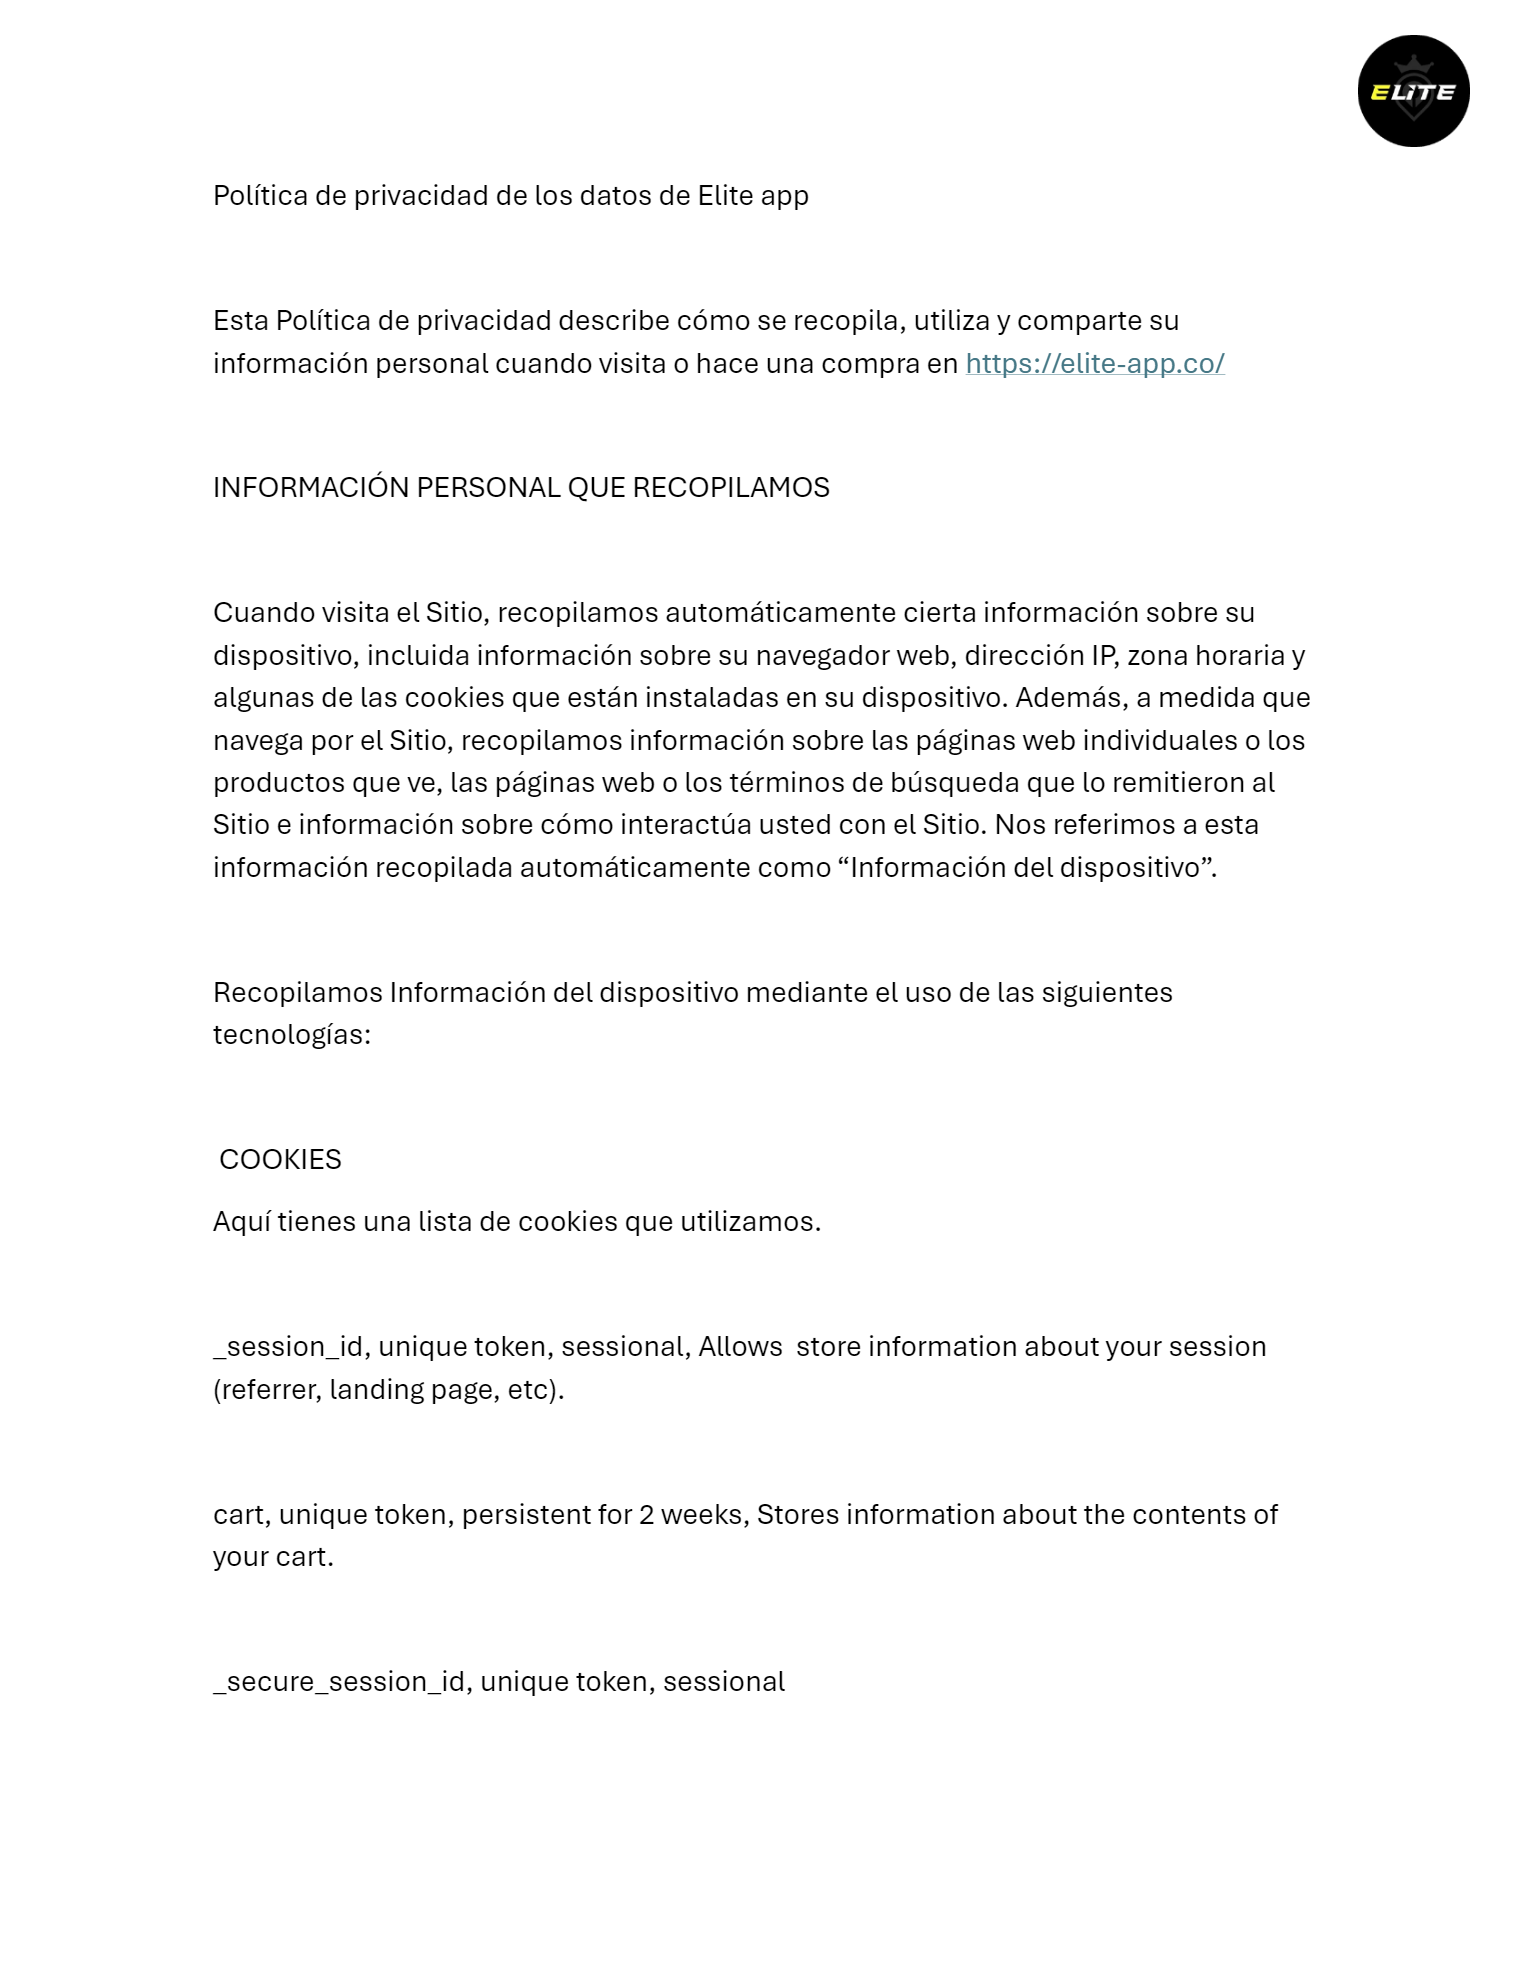 ELITE
Política de privacidad de los datos de Elite app
Esta Política de privacidad describe cómo se recopila, utiliza y comparte su
información personal cuando visita o hace una compra en https://elite-app.co/
INFORMACIÓN PERSONAL QUE RECOPILAMOS
Cuando visita el Sitio, recopilamos automáticamente cierta información sobre su
dispositivo, incluida información sobre su navegador web, dirección IP, zona horaria y
algunas de las cookies que están instaladas en su dispositivo. Además, a medida que
navega por el Sitio, recopilamos información sobre las páginas web individuales o los
productos que ve, las páginas web o los términos de búsqueda que lo remitieron al
Sitio e información sobre cómo interactúa usted con el Sitio. Nos referimos a esta
información recopilada automáticamente como “Información del dispositivo”.
Recopilamos Información del dispositivo mediante el uso de las siguientes
tecnologías:
COOKIES
Aquí tienes una lista de cookies que utilizamos.
_session_id, unique token, sessional, Allows  store information about your session
(referrer, landing page, etc).
cart, unique token, persistent for 2 weeks, Stores information about the contents of
your cart.
_secure_session_id, unique token, sessional